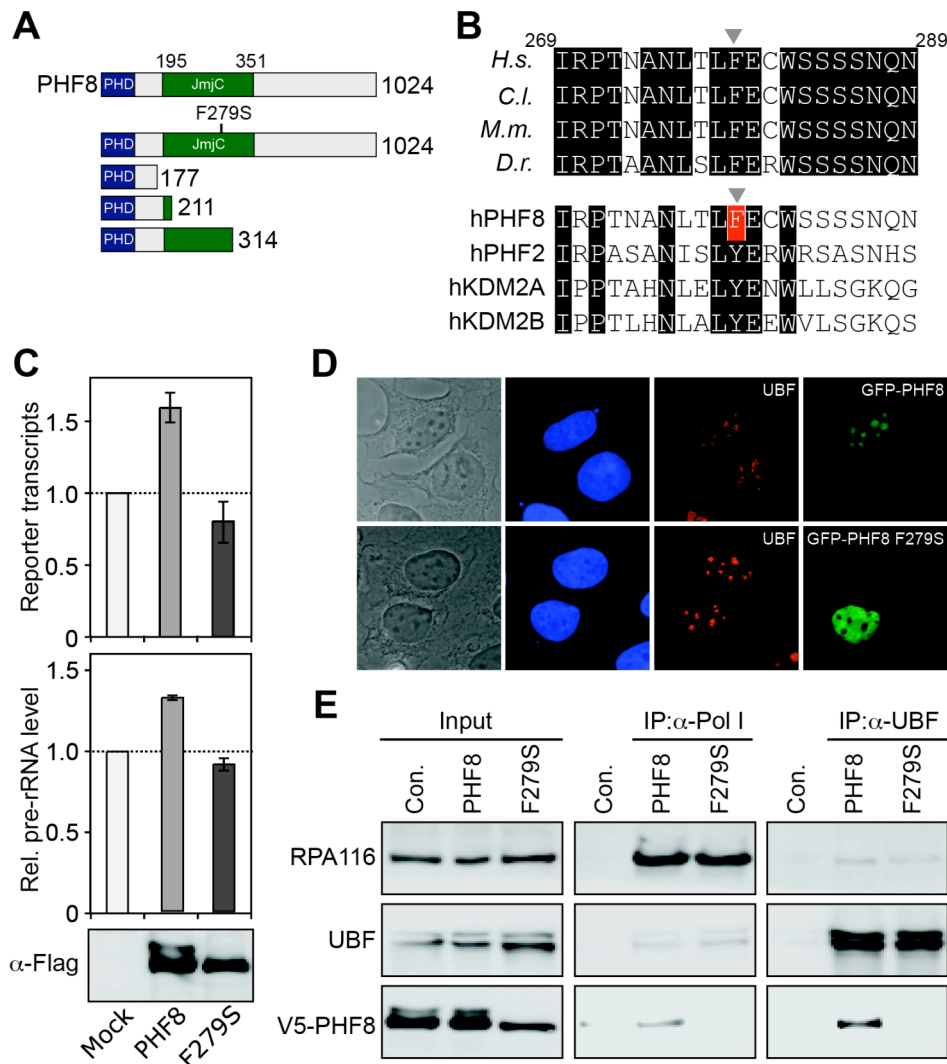 A
195 351
PHF8 PHD JmjC 1024
F279S
PHD JmjC 1024
PHD 177
PHD 211
PHD 314
B
269 289
H.s. IRPTNANLTLFECWSSSSNQN
C.l. IRPTNANLTLFECWSSSSNQN
M.m. IRPTNANLTLFECWSSSSNQN
D.r. IRPTAANLSLFERWSSSSNQN
hPHF8 IRPTNANLTLFECWSSSSNQN
hPHF2 IRPASANISLYERWRSASNHS
hKDM2A IPPTAHNLELYENWLLSGKQG
hKDM2B IPPTLHNLALYEEWVLSGKQS
C
Reporter transcripts
1.5
1.0
0.5
0
Rel. pre-rRNA level
1.5
1.0
0.5
0
α-Flag
Mock PHF8 F279S
D
UBF GFP-PHF8
UBF GFP-PHF8 F279S
E
Input IP:α-Pol I IP:α-UBF
Con. PHF8 F279S Con. PHF8 F279S Con. PHF8 F279S
RPA116
UBF
V5-PHF8